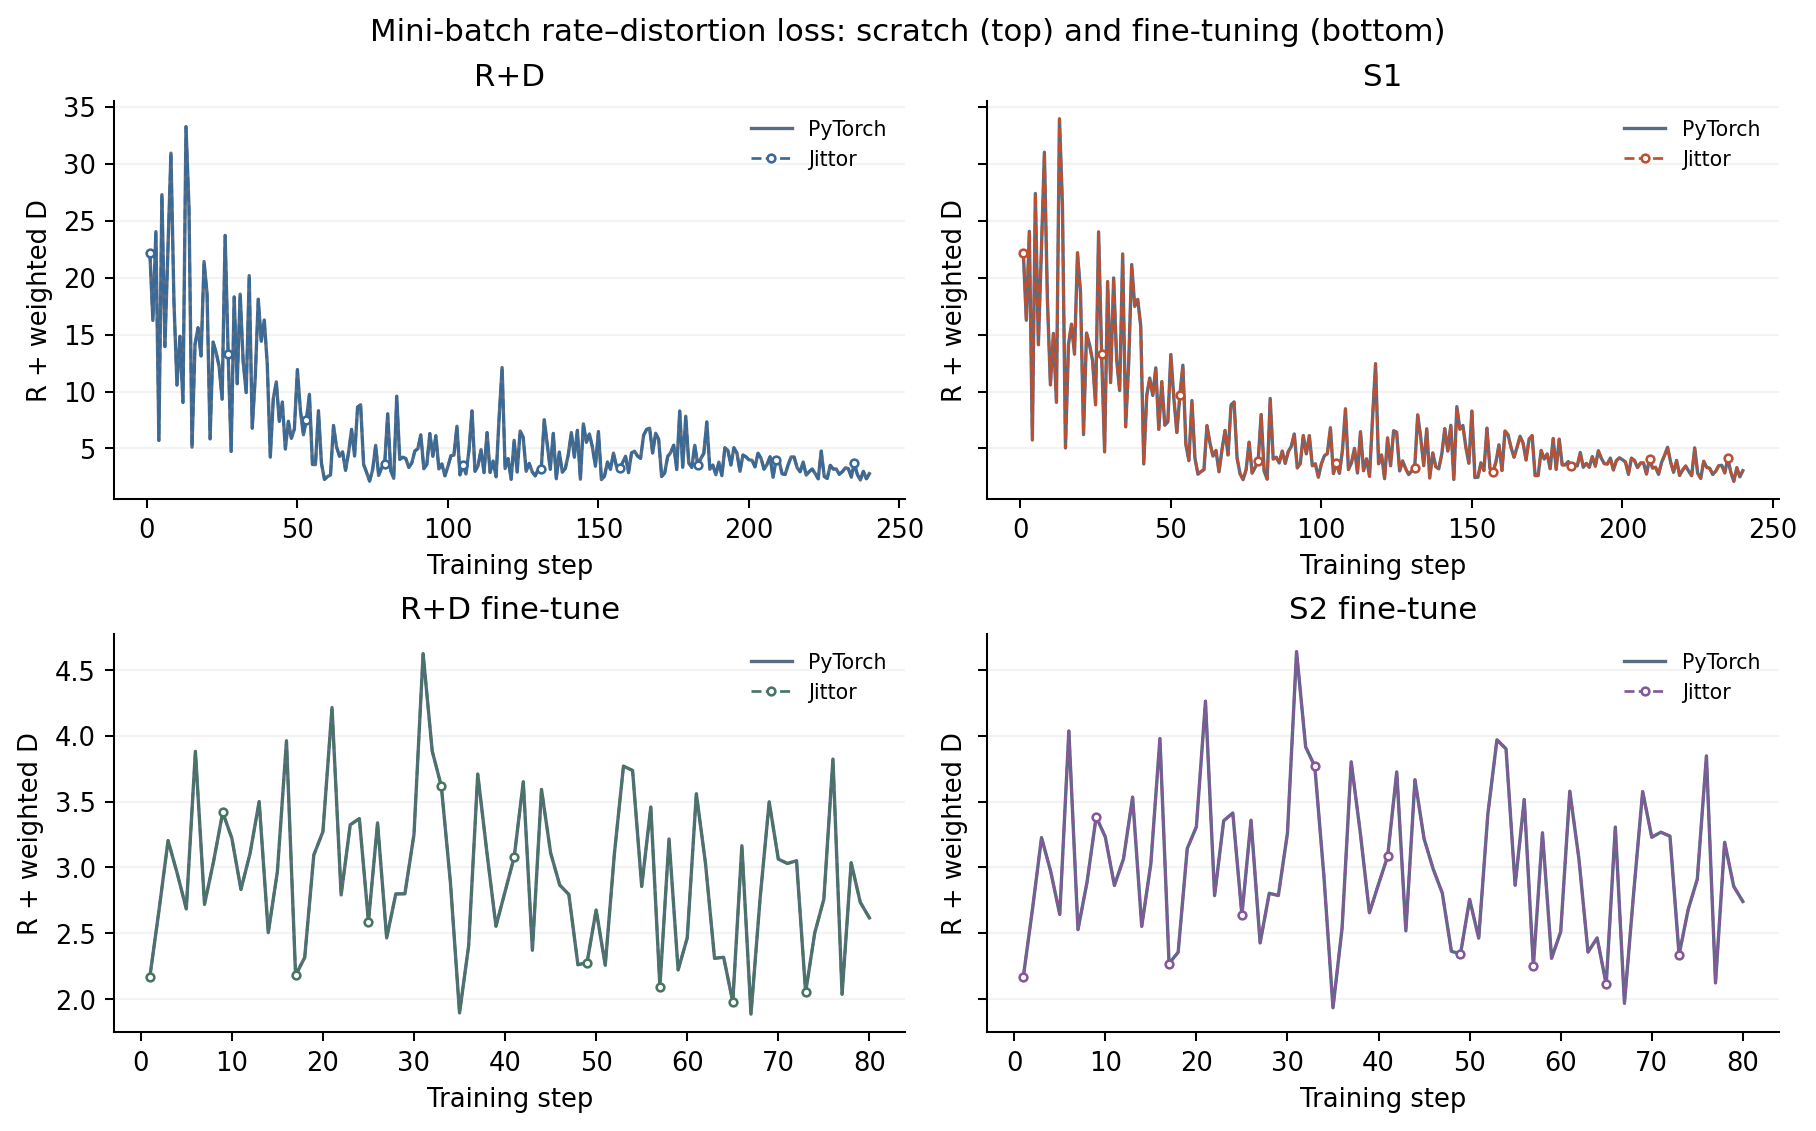 Mini-batch rate–distortion loss: scratch (top) and fine-tuning (bottom)
R+D
R + weighted D
35
30
25
20
15
10
5
PyTorch
Jittor
0 50 100 150 200 250
Training step
S1
R + weighted D
PyTorch
Jittor
0 50 100 150 200 250
Training step
R+D fine-tune
R + weighted D
4.5
4.0
3.5
3.0
2.5
2.0
PyTorch
Jittor
0 10 20 30 40 50 60 70 80
Training step
S2 fine-tune
R + weighted D
PyTorch
Jittor
0 10 20 30 40 50 60 70 80
Training step